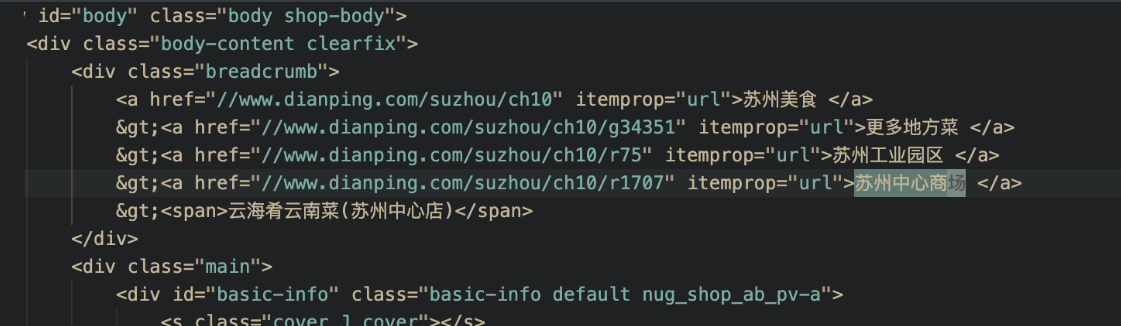 id="body" class="body shop-body">
<div class="body-content clearfix">
<div class="breadcrumb">
<a href="//www.dianping.com/suzhou/ch10" itemprop="url">苏州美食 </a>
&gt;<a href="//www.dianping.com/suzhou/ch10/g34351" itemprop="url">更多地方菜 </a>
&gt;<a href="//www.dianping.com/suzhou/ch10/r75" itemprop="url">苏州工业园区 </a>
&gt;<a href="//www.dianping.com/suzhou/ch10/r1707" itemprop="url">苏州中心商场 </a>
&gt;<span>云海肴云南菜(苏州中心店)</span>
</div>
<div class="main">
<div id="basic-info" class="basic-info default nug_shop_ab_pv-a">
<s class="cover J_cover"></s>